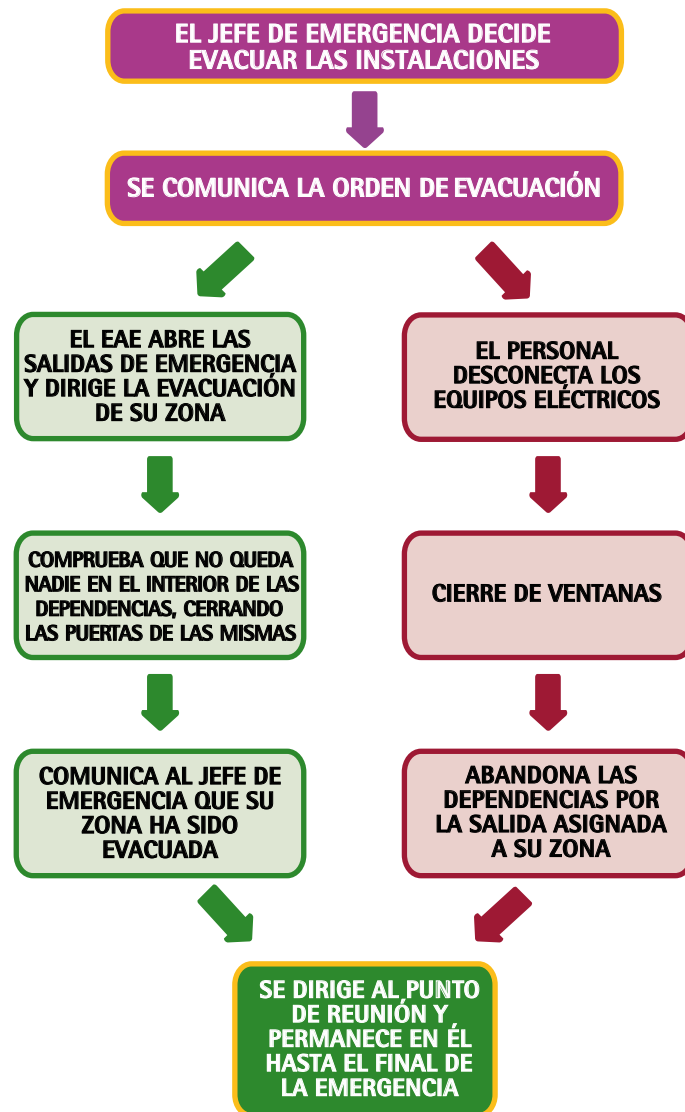 EL JEFE DE EMERGENCIA DECIDE
EVACUAR LAS INSTALACIONES
SE COMUNICA LA ORDEN DE EVACUACIÓN
EL EAE ABRE LAS
SALIDAS DE EMERGENCIA
Y DIRIGE LA EVACUACIÓN
DE SU ZONA
COMPRUEBA QUE NO QUEDA
NADIE EN EL INTERIOR DE LAS
DEPENDENCIAS, CERRANDO
LAS PUERTAS DE LAS MISMAS
COMUNICA AL JEFE DE
EMERGENCIA QUE SU
ZONA HA SIDO
EVACUADA
EL PERSONAL
DESCONECTA LOS
EQUIPOS ELÉCTRICOS
CIERRE DE VENTANAS
ABANDONA LAS
DEPENDENCIAS POR
LA SALIDA ASIGNADA
A SU ZONA
SE DIRIGE AL PUNTO
DE REUNIÓN Y
PERMANECE EN ÉL
HASTA EL FINAL DE
LA EMERGENCIA